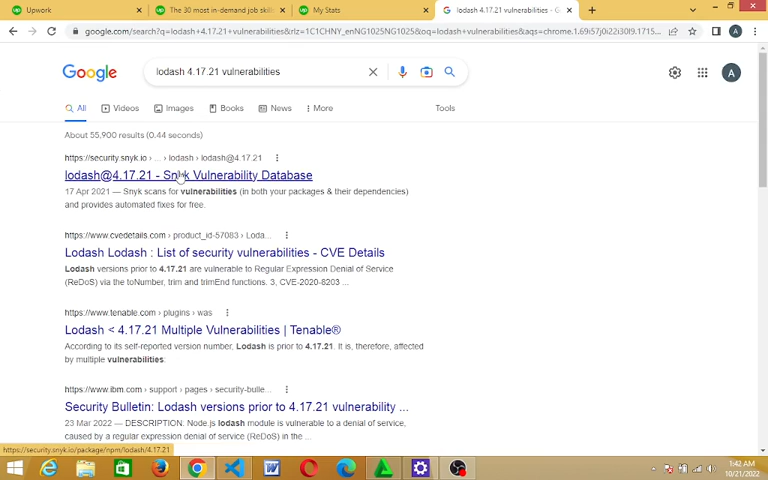 Upwork
The 30 most in-demand job skills
My Stats
lodash 4.17.21 vulnerabilities - G
google.com/search?q=lodash+4.17.21+vulnerabilities&rlz=1C1CHNY_enNG1025NG1025&oq=lodash+vulnerabilities&aqs=chrome.1.69i57j0i22i30l9.1715...
A
Google
lodash 4.17.21 vulnerabilities
A
All
Videos
Images
Books
News
More
Tools
About 55,900 results (0.44 seconds)
https://security.snyk.io › ... › lodash › lodash@4.17.21
lodash@4.17.21 - Snyk Vulnerability Database
17 Apr 2021 — Snyk scans for vulnerabilities (in both your packages & their dependencies)
and provides automated fixes for free.
https://www.cvedetails.com › product_id-57083 › Loda...
Lodash Lodash : List of security vulnerabilities - CVE Details
Lodash versions prior to 4.17.21 are vulnerable to Regular Expression Denial of Service
(ReDoS) via the toNumber, trim and trimEnd functions. 3, CVE-2020-8203 ...
https://www.tenable.com › plugins › was
Lodash < 4.17.21 Multiple Vulnerabilities | Tenable®
According to its self-reported version number, Lodash is prior to 4.17.21. It is, therefore, affected
by multiple vulnerabilities:
https://www.ibm.com › support › pages › security-bulle...
Security Bulletin: Lodash versions prior to 4.17.21 vulnerability ...
23 Mar 2022 — DESCRIPTION: Node.js lodash module is vulnerable to a denial of service,
caused by a regular expression denial of service (ReDoS) in the ...
https://security.snyk.io/package/npm/lodash/4.17.21
1:42 AM
10/21/2022